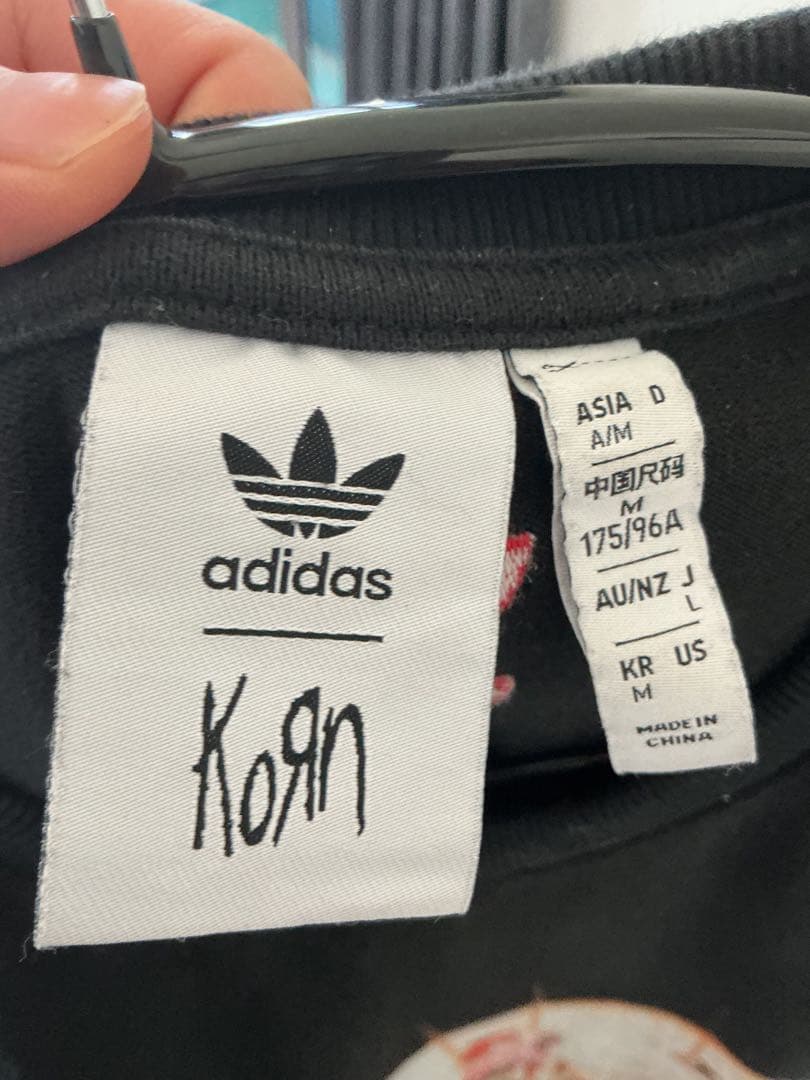 adidas
KoЯn
ASIA D
A/M
中国尺码
M
175/96A
AU/NZ J
L
KR US
M
MADE IN
CHINA